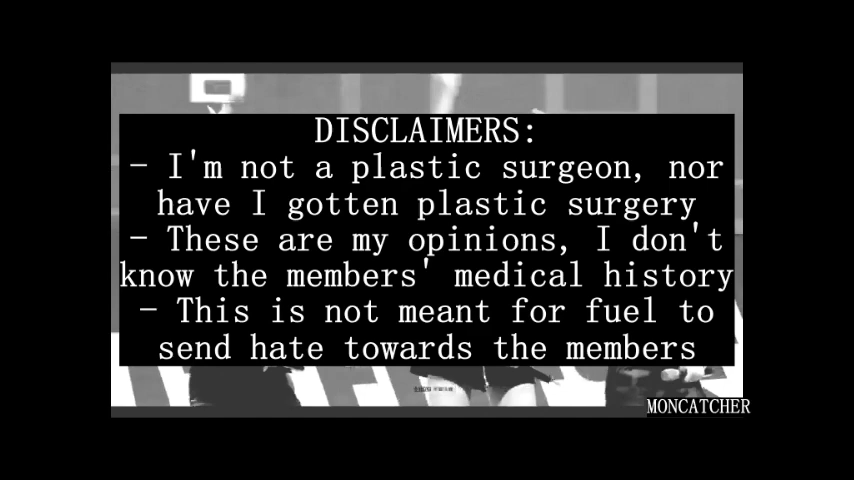 DISCLAIMERS:
- I'm not a plastic surgeon, nor
have I gotten plastic surgery
- These are my opinions, I don't
know the members' medical history
- This is not meant for fuel to
send hate towards the members
MONCATCHER